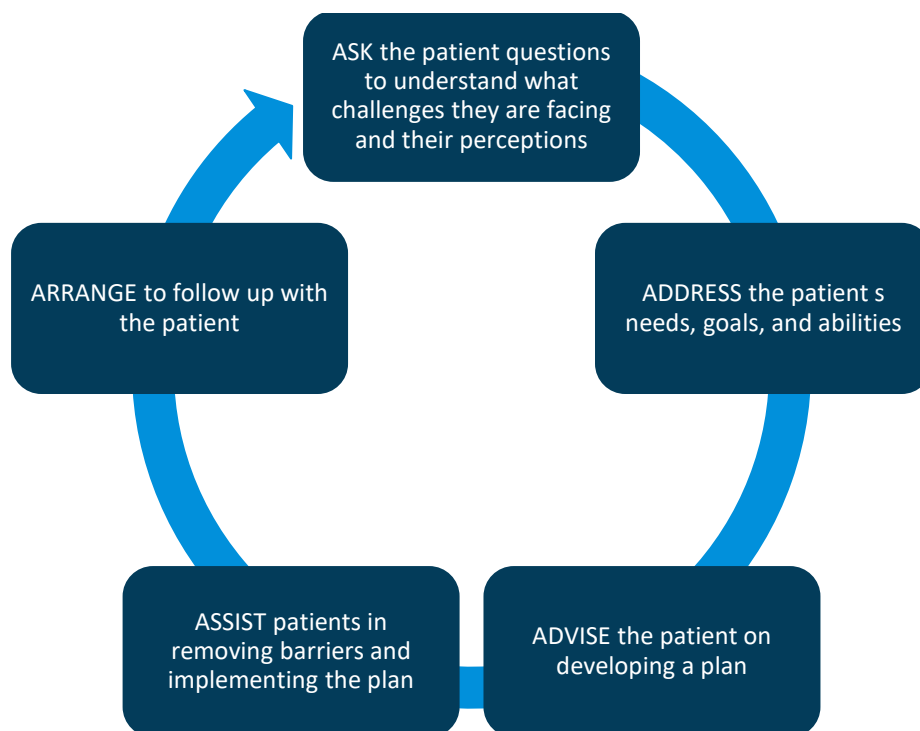 ASK the patient questions
to understand what
challenges they are facing
and their perceptions
ADDRESS the patient s
needs, goals, and abilities
ADVISE the patient on
developing a plan
ASSIST patients in
removing barriers and
implementing the plan
ARRANGE to follow up with
the patient